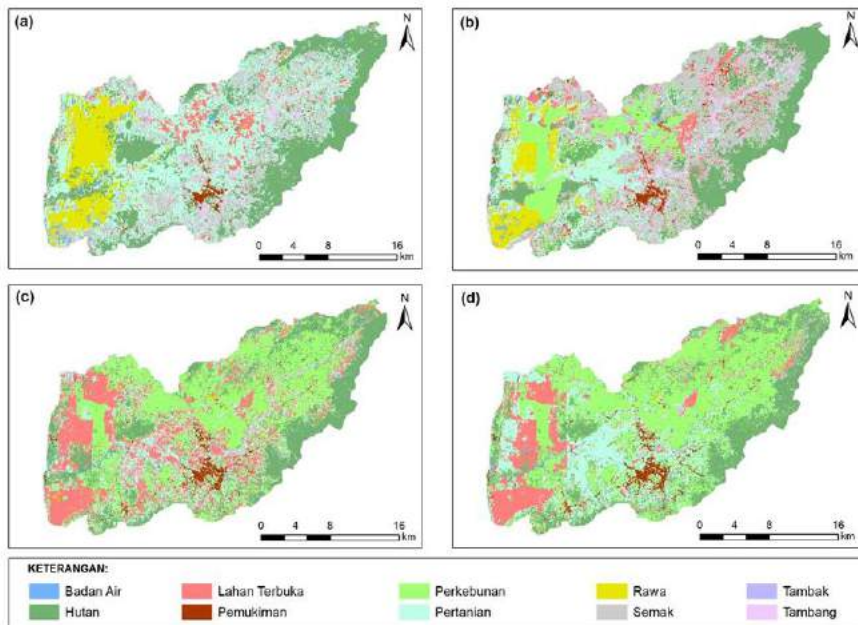 (a)
N
0 4 8 16
km
(b)
N
0 4 8 16
km
(c)
N
0 4 8 16
km
(d)
N
0 4 8 16
km
KETERANGAN:
Badan Air
Lahan Terbuka
Perkebunan
Rawa
Tambak
Hutan
Pemukiman
Pertanian
Semak
Tambang